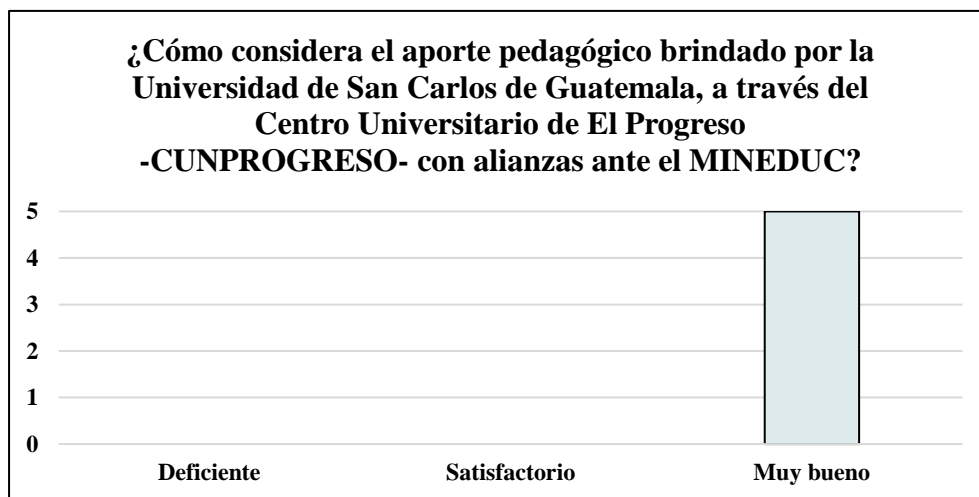 ¿Cómo considera el aporte pedagógico brindado por la
Universidad de San Carlos de Guatemala, a través del
Centro Universitario de El Progreso
-CUNPROGRESO- con alianzas ante el MINEDUC?
5
4
3
2
1
0
Deficiente Satisfactorio Muy bueno